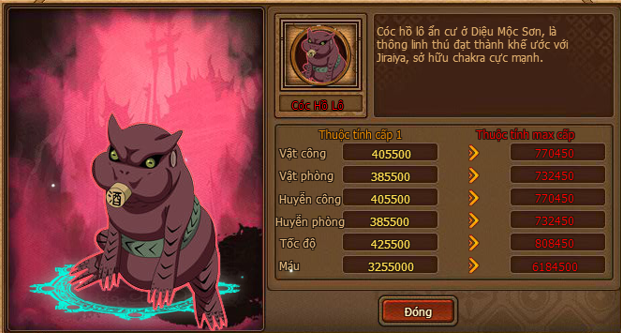 Cóc hồ lô ẩn cư ở Diệu Mộc Sơn, là
thông linh thú đạt thành khế ước với
Jiraiya, sở hữu chakra cực mạnh.
Cóc Hồ Lô
Thuộc tính cấp 1 Thuộc tính max cấp
Vật công 405500 770450
Vật phòng 385500 732450
Huyễn công 405500 770450
Huyễn phòng 385500 732450
Tốc độ 425500 808450
Máu 3255000 6184500
酒
Đóng